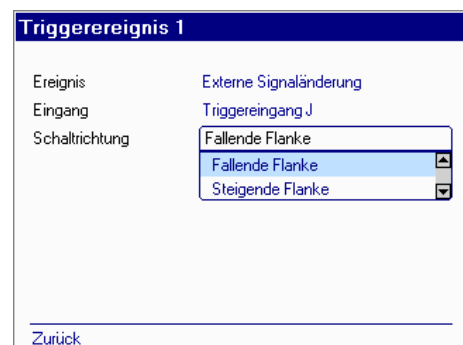 Triggerereignis 1
Ereignis Externe Signaländerung
Eingang Triggereingang J
Schaltrichtung Fallende Flanke
Fallende Flanke
Steigende Flanke
Zurück